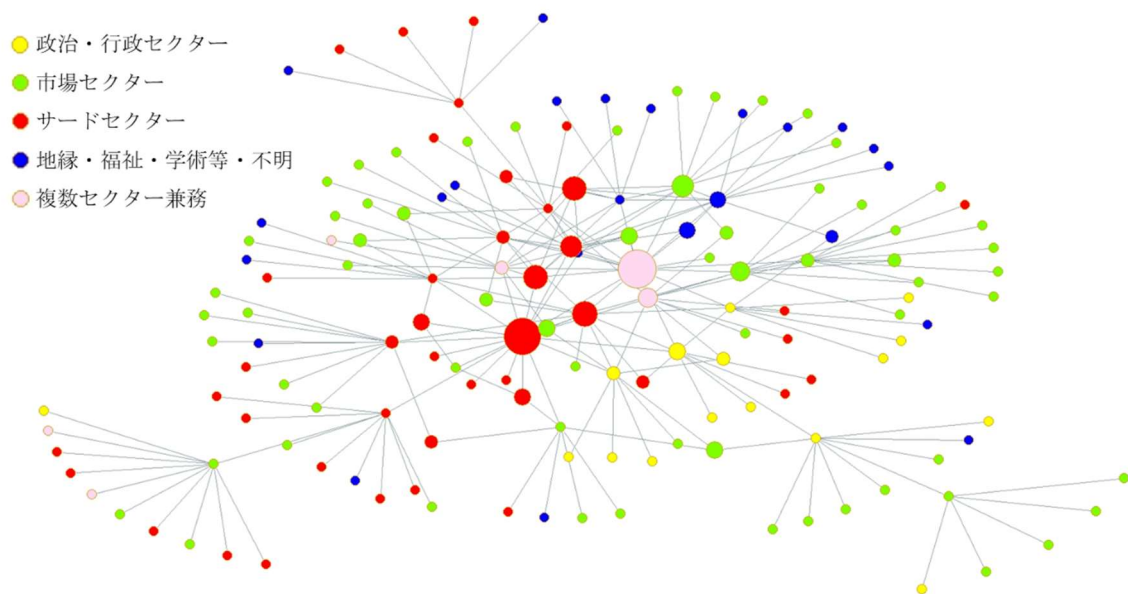 政治・行政セクター
市場セクター
サードセクター
地縁・福祉・学術等・不明
複数セクター兼務